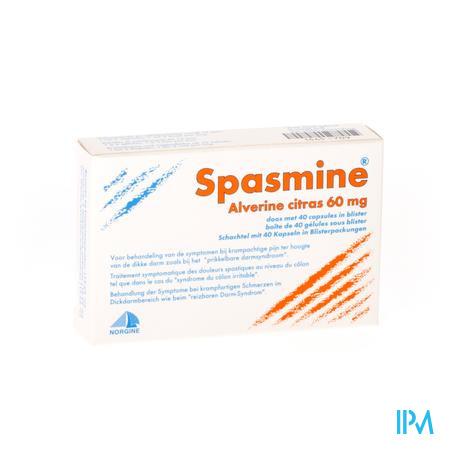 Spasmine®
Alverine citras 60 mg
doos met 40 capsules in blister
boîte de 40 gélules sous blister
Schachtel mit 40 Kapseln in Blisterpackungen
Voor behandeling van de symptomen bij krampachtige pijn ter hoogte
van de dikke darm zoals bij het "prikkelbare darmsyndroom".
Traitement symptomatique des douleurs spastiques au niveau du côlon
tel que dans le cas du "syndrome du côlon irritable".
Behandlung der Symptome bei krampfartigen Schmerzen im
Dickdarmbereich wie beim "reizbaren Darm-Syndrom".
NORGINE
IPM